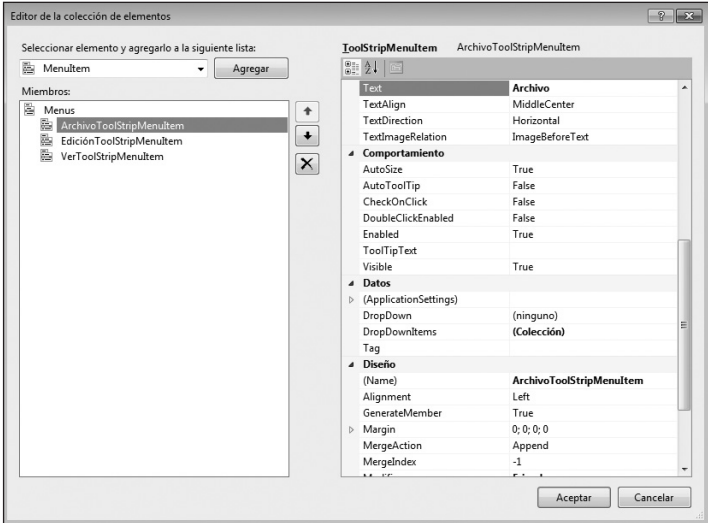 Editor de la colección de elementos
Seleccionar elemento y agregarlo a la siguiente lista:
MenuItem
Agregar
Miembros:
Menus
ArchivoToolStripMenuItem
EdiciónToolStripMenuItem
VerToolStripMenuItem
ToolStripMenuItem ArchivoToolStripMenuItem
Text Archivo
TextAlign MiddleCenter
TextDirection Horizontal
TextImageRelation ImageBeforeText
Comportamiento
AutoSize True
AutoToolTip False
CheckOnClick False
DoubleClickEnabled False
Enabled True
ToolTipText
Visible True
Datos
(ApplicationSettings)
DropDown (ninguno)
DropDownItems (Colección)
Tag
Diseño
(Name) ArchivoToolStripMenuItem
Alignment Left
GenerateMember True
Margin 0; 0; 0; 0
MergeAction Append
MergeIndex -1
Aceptar
Cancelar